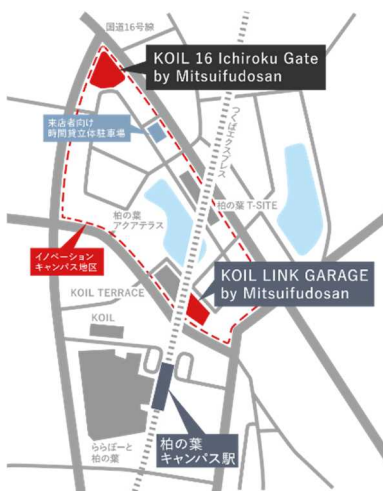 国道16号線
KOIL 16 Ichiroku Gate
by Mitsuifudosan
来店者向け
時間貸立体駐車場
つくばエクスプレス
柏の葉 T-SITE
柏の葉
アクアテラス
イノベーション
キャンパス地区
KOIL LINK GARAGE
by Mitsuifudosan
KOIL TERRACE
KOIL
柏の葉
キャンパス駅
ららぽーと
柏の葉